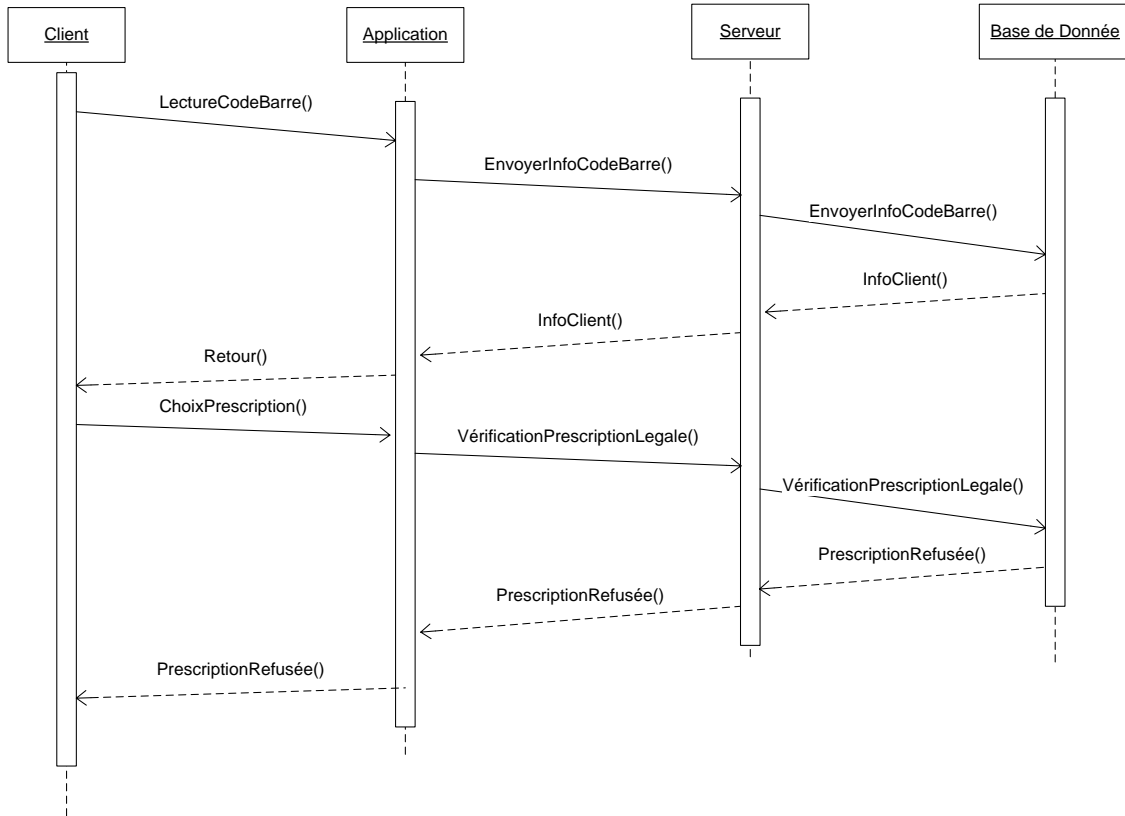 Client
Application
Serveur
Base de Donnée
LectureCodeBarre()
EnvoyerInfoCodeBarre()
EnvoyerInfoCodeBarre()
InfoClient()
InfoClient()
Retour()
ChoixPrescription()
VérificationPrescriptionLegale()
VérificationPrescriptionLegale()
PrescriptionRefusée()
PrescriptionRefusée()
PrescriptionRefusée()